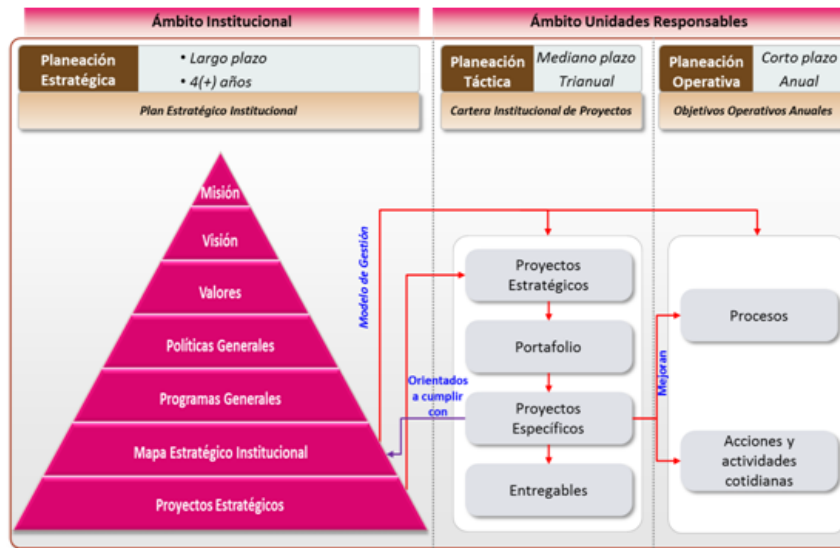 Ámbito Institucional
Ámbito Unidades Responsables
Planeación
Estratégica
• Largo plazo
• 4(+) años
Plan Estratégico Institucional
Planeación
Táctica
Mediano plazo
Trianual
Cartera Institucional de Proyectos
Planeación
Operativa
Corto plazo
Anual
Objetivos Operativos Anuales
Misión
Visión
Valores
Políticas Generales
Programas Generales
Mapa Estratégico Institucional
Proyectos Estratégicos
Modelo de Gestión
Orientados
a cumplir
con
Proyectos
Estratégicos
Portafolio
Proyectos
Específicos
Entregables
Mejoran
Procesos
Acciones y
actividades
cotidianas